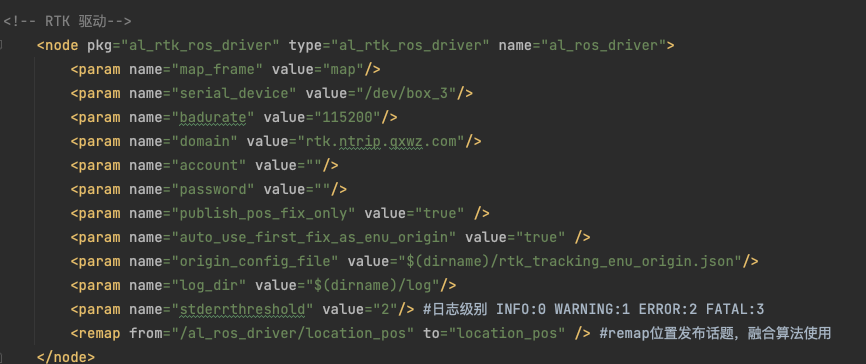 <!-- RTK 驱动-->
<node pkg="al_rtk_ros_driver" type="al_rtk_ros_driver" name="al_ros_driver">
<param name="map_frame" value="map"/>
<param name="serial_device" value="/dev/box_3"/>
<param name="badurate" value="115200"/>
<param name="domain" value="rtk.ntrip.qxwz.com"/>
<param name="account" value=""/>
<param name="password" value=""/>
<param name="publish_pos_fix_only" value="true" />
<param name="auto_use_first_fix_as_enu_origin" value="true" />
<param name="origin_config_file" value="$(dirname)/rtk_tracking_enu_origin.json"/>
<param name="log_dir" value="$(dirname)/log"/>
<param name="stderrthreshold" value="2"/> #日志级别 INFO:0 WARNING:1 ERROR:2 FATAL:3
<remap from="/al_ros_driver/location_pos" to="location_pos" /> #remap位置发布话题，融合算法使用
</node>